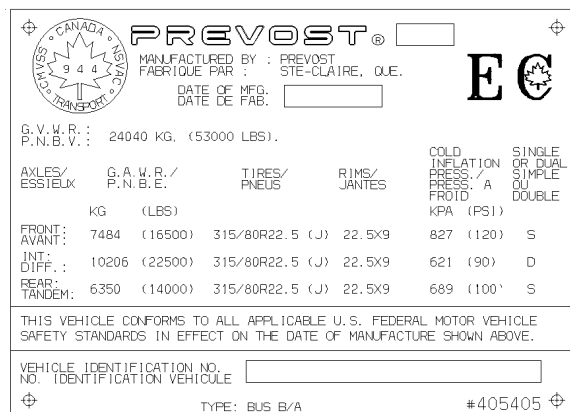 CANADA
CMVSS NSVAC
944
TRANSPORT
PREVOST®
MANUFACTURED BY : PREVOST
FABRIQUE PAR : STE-CLAIRE, QUE.
DATE OF MFG.
DATE DE FAB.
EC
G.V.W.R.:
P.N.B.V.: 24040 KG, (53000 LBS).
AXLES/
ESSIEUX
G.A.W.R./
P.N.B.E.
TIRES/
PNEUS
RIMS/
JANTES
COLD
INFLATION
PRESS./
PRESS. A
FROID
SINGLE
OR DUAL
SIMPLE
OU
DOUBLE
KG (LBS) KPA (PSI)
FRONT:
AVANT: 7484 (16500) 315/80R22.5 (J) 22.5X9 827 (120) S
INT:
DIFF.: 10206 (22500) 315/80R22.5 (J) 22.5X9 621 (90) D
REAR:
TANDEM: 6350 (14000) 315/80R22.5 (J) 22.5X9 689 (100) S
THIS VEHICLE CONFORMS TO ALL APPLICABLE U.S. FEDERAL MOTOR VEHICLE
SAFETY STANDARDS IN EFFECT ON THE DATE OF MANUFACTURE SHOWN ABOVE.
VEHICLE IDENTIFICATION NO.
NO. IDENTIFICATION VEHICULE
TYPE: BUS B/A
#405405